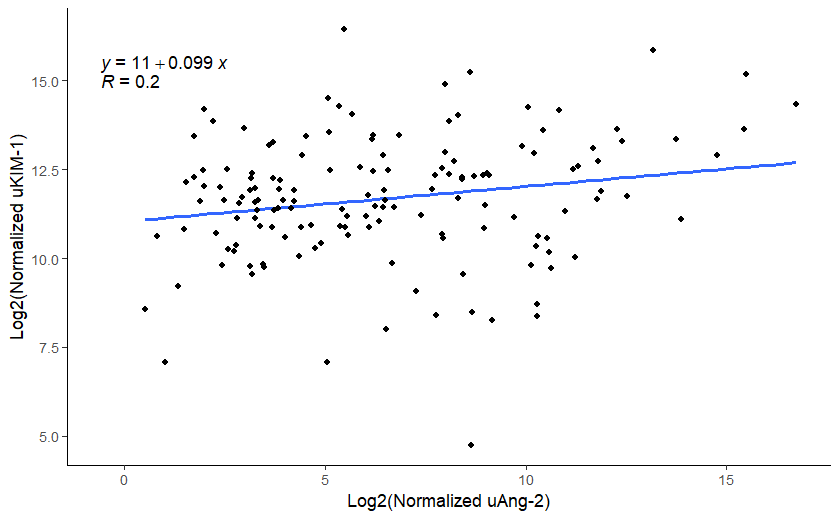 y = 11 + 0.099 x
R = 0.2
15.0
12.5
10.0
7.5
5.0
Log2(Normalized uKIM-1)
0 5 10 15
Log2(Normalized uAng-2)